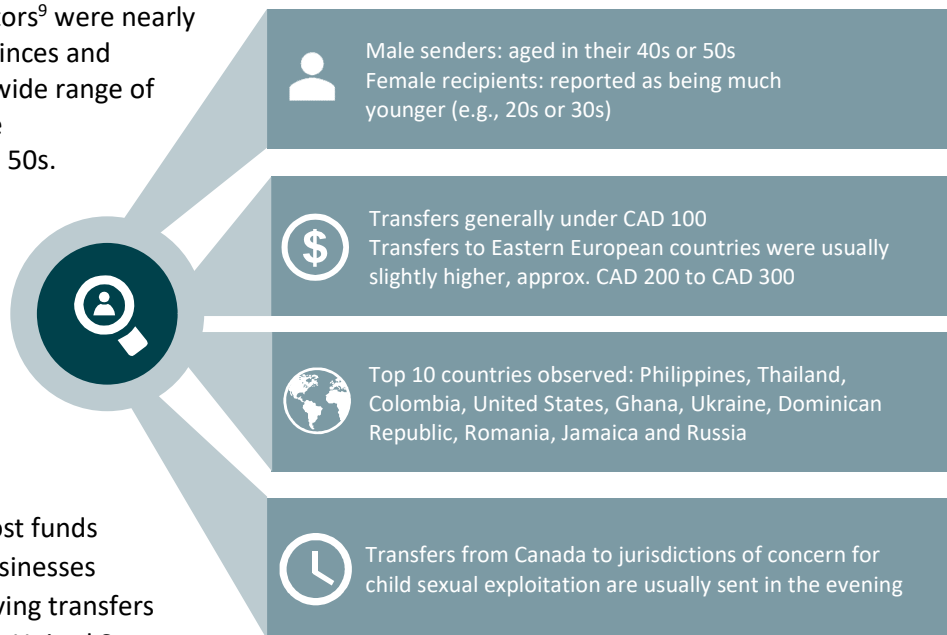 tors⁹ were nearly
inces and
wide range of
50s.
Male senders: aged in their 40s or 50s
Female recipients: reported as being much
younger (e.g., 20s or 30s)
$
Transfers generally under CAD 100
Transfers to Eastern European countries were usually
slightly higher, approx. CAD 200 to CAD 300
Top 10 countries observed: Philippines, Thailand,
Colombia, United States, Ghana, Ukraine, Dominican
Republic, Romania, Jamaica and Russia
ost funds
sinesses
ving transfers
Transfers from Canada to jurisdictions of concern for
child sexual exploitation are usually sent in the evening